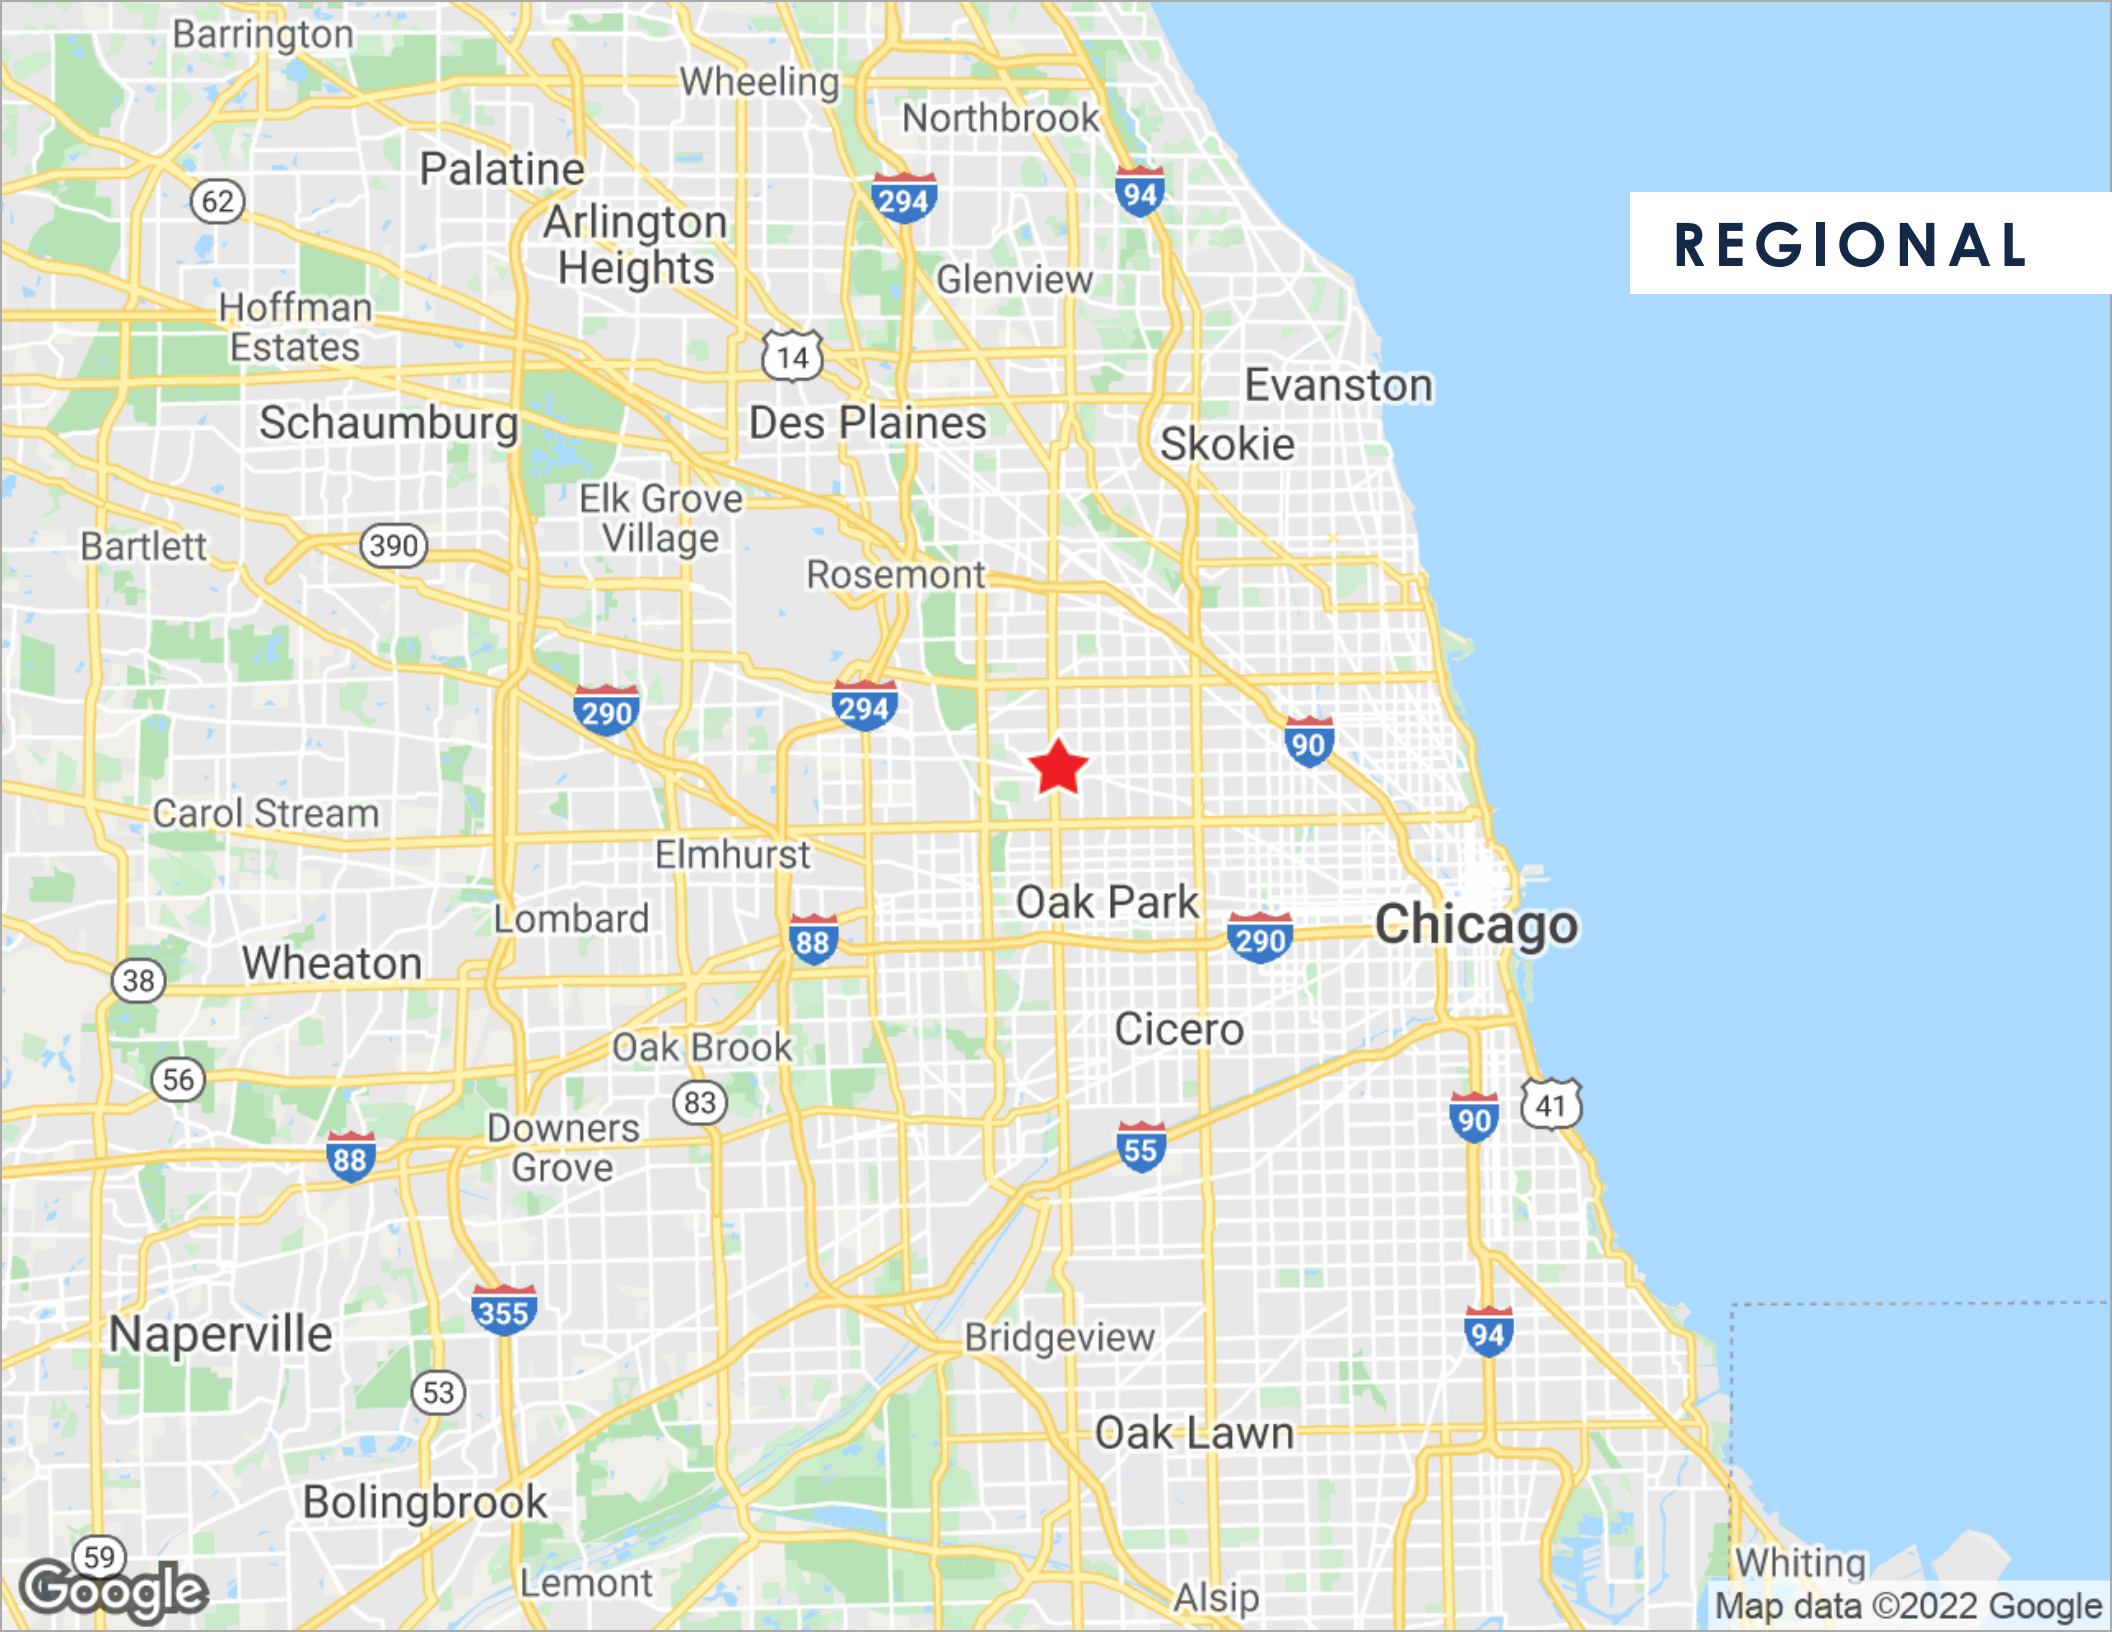 Barrington
Wheeling
Northbrook
Palatine
294
94
62
Arlington
Heights
REGIONAL
Glenview
Hoffman
Estates
14
Evanston
Schaumburg
Des Plaines
Skokie
Elk Grove
Village
Bartlett
390
Rosemont
290
294
90
Carol Stream
Elmhurst
Oak Park
Lombard
88
290
Chicago
Wheaton
38
Cicero
Oak Brook
56
83
90
41
Downers
Grove
88
55
355
Naperville
Bridgeview
94
53
Oak Lawn
Bolingbrook
59
Google
Lemont
Alsip
Whiting
Map data ©2022 Google